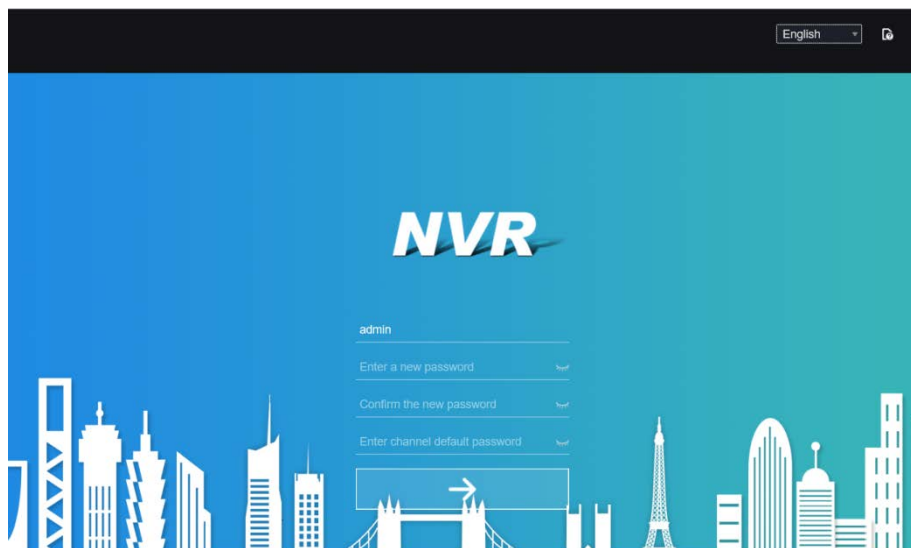 English
NVR
admin
Enter a new password
Confirm the new password
Enter channel default password